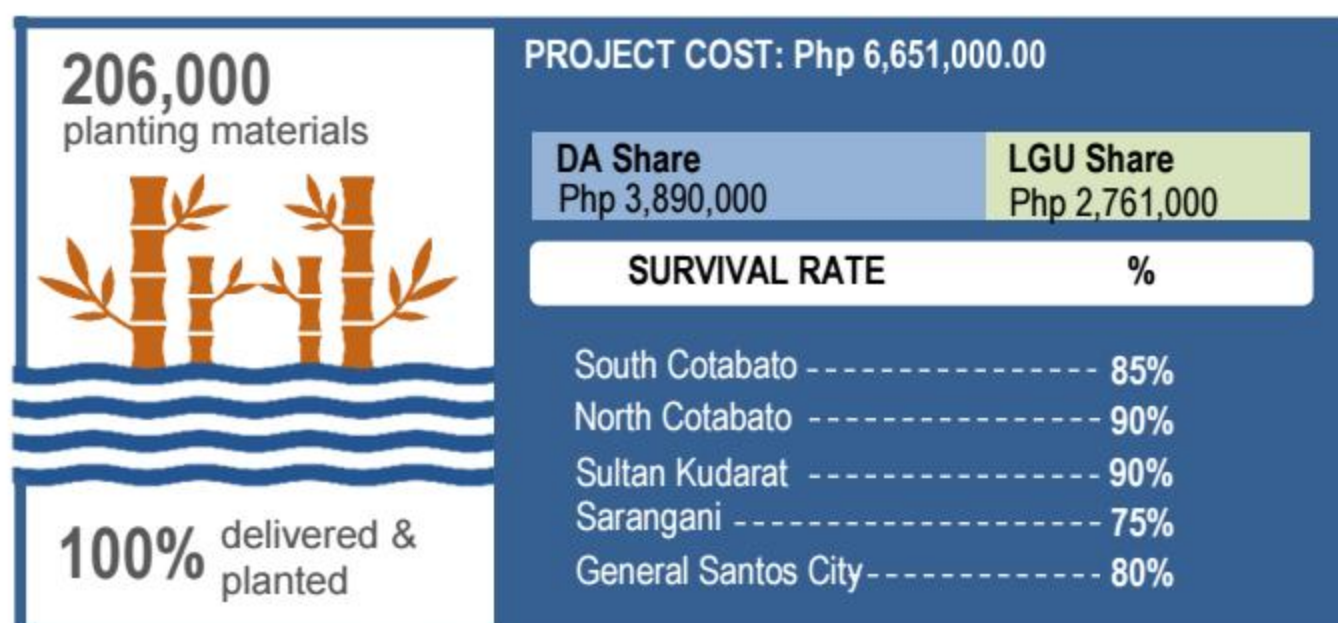 206,000
planting materials
100% delivered &
planted
PROJECT COST: Php 6,651,000.00
DA Share
Php 3,890,000
LGU Share
Php 2,761,000
SURVIVAL RATE %
South Cotabato - - - - - - - - - - - - - - - - 85%
North Cotabato - - - - - - - - - - - - - - - - 90%
Sultan Kudarat - - - - - - - - - - - - - - - - 90%
Sarangani - - - - - - - - - - - - - - - - - - - - 75%
General Santos City- - - - - - - - - - - - - 80%